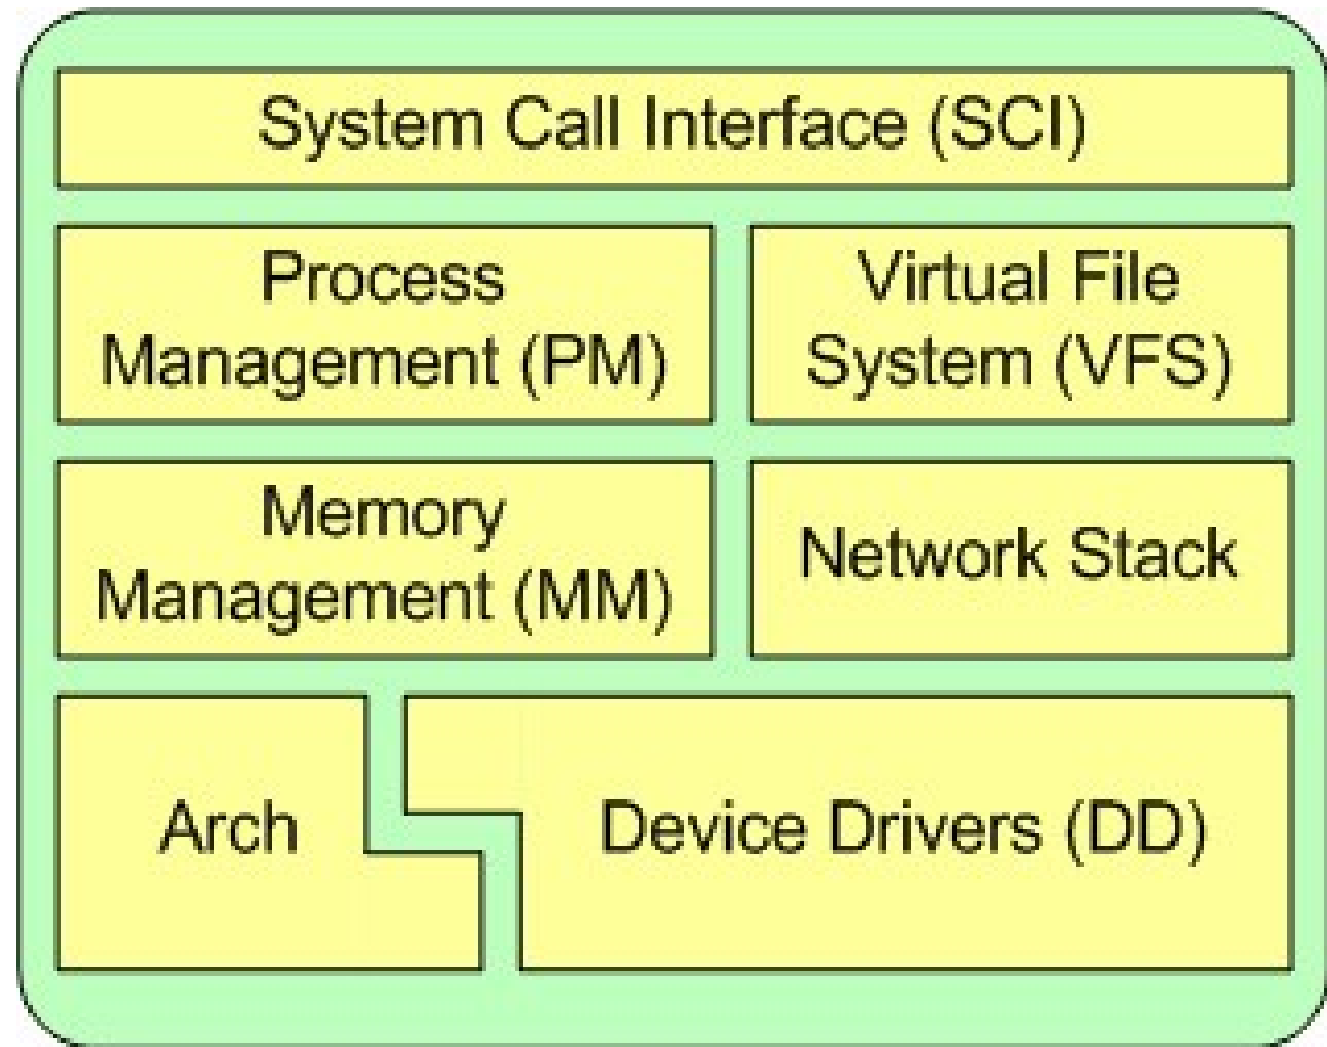 System Call Interface (SCI)
Process
Management (PM)
Virtual File
System (VFS)
Memory
Management (MM)
Network Stack
Arch
Device Drivers (DD)